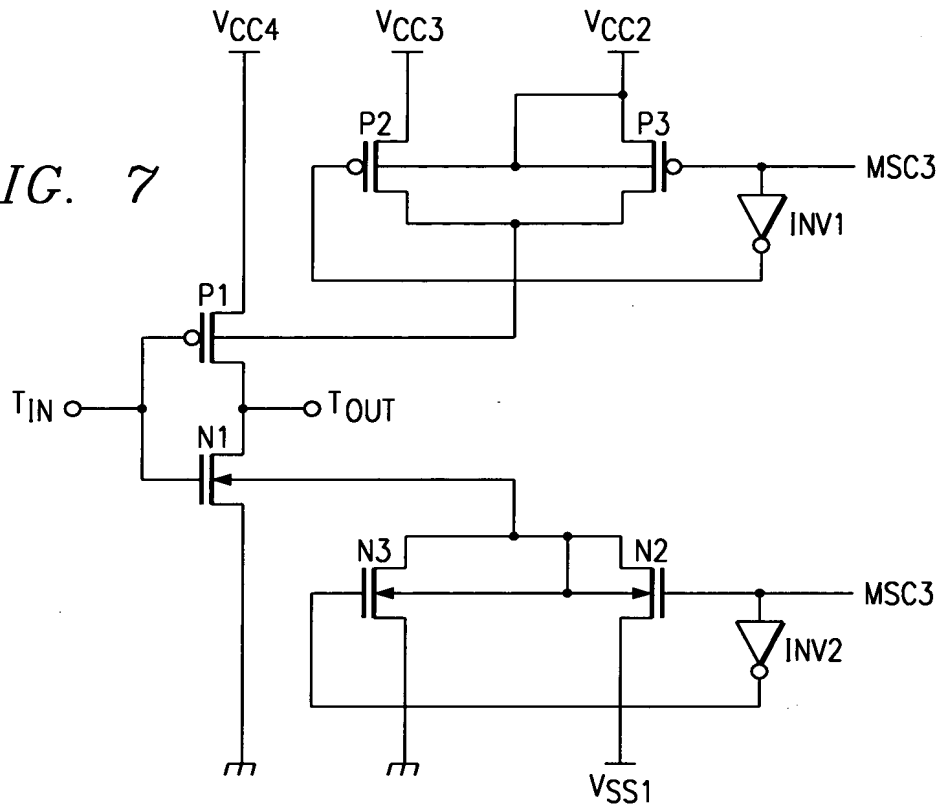 VCC4
VCC3
VCC2
P2
P3
IG. 7
MSC3
INV1
P1
TIN
TOUT
N1
N3
N2
MSC3
INV2
VSS1